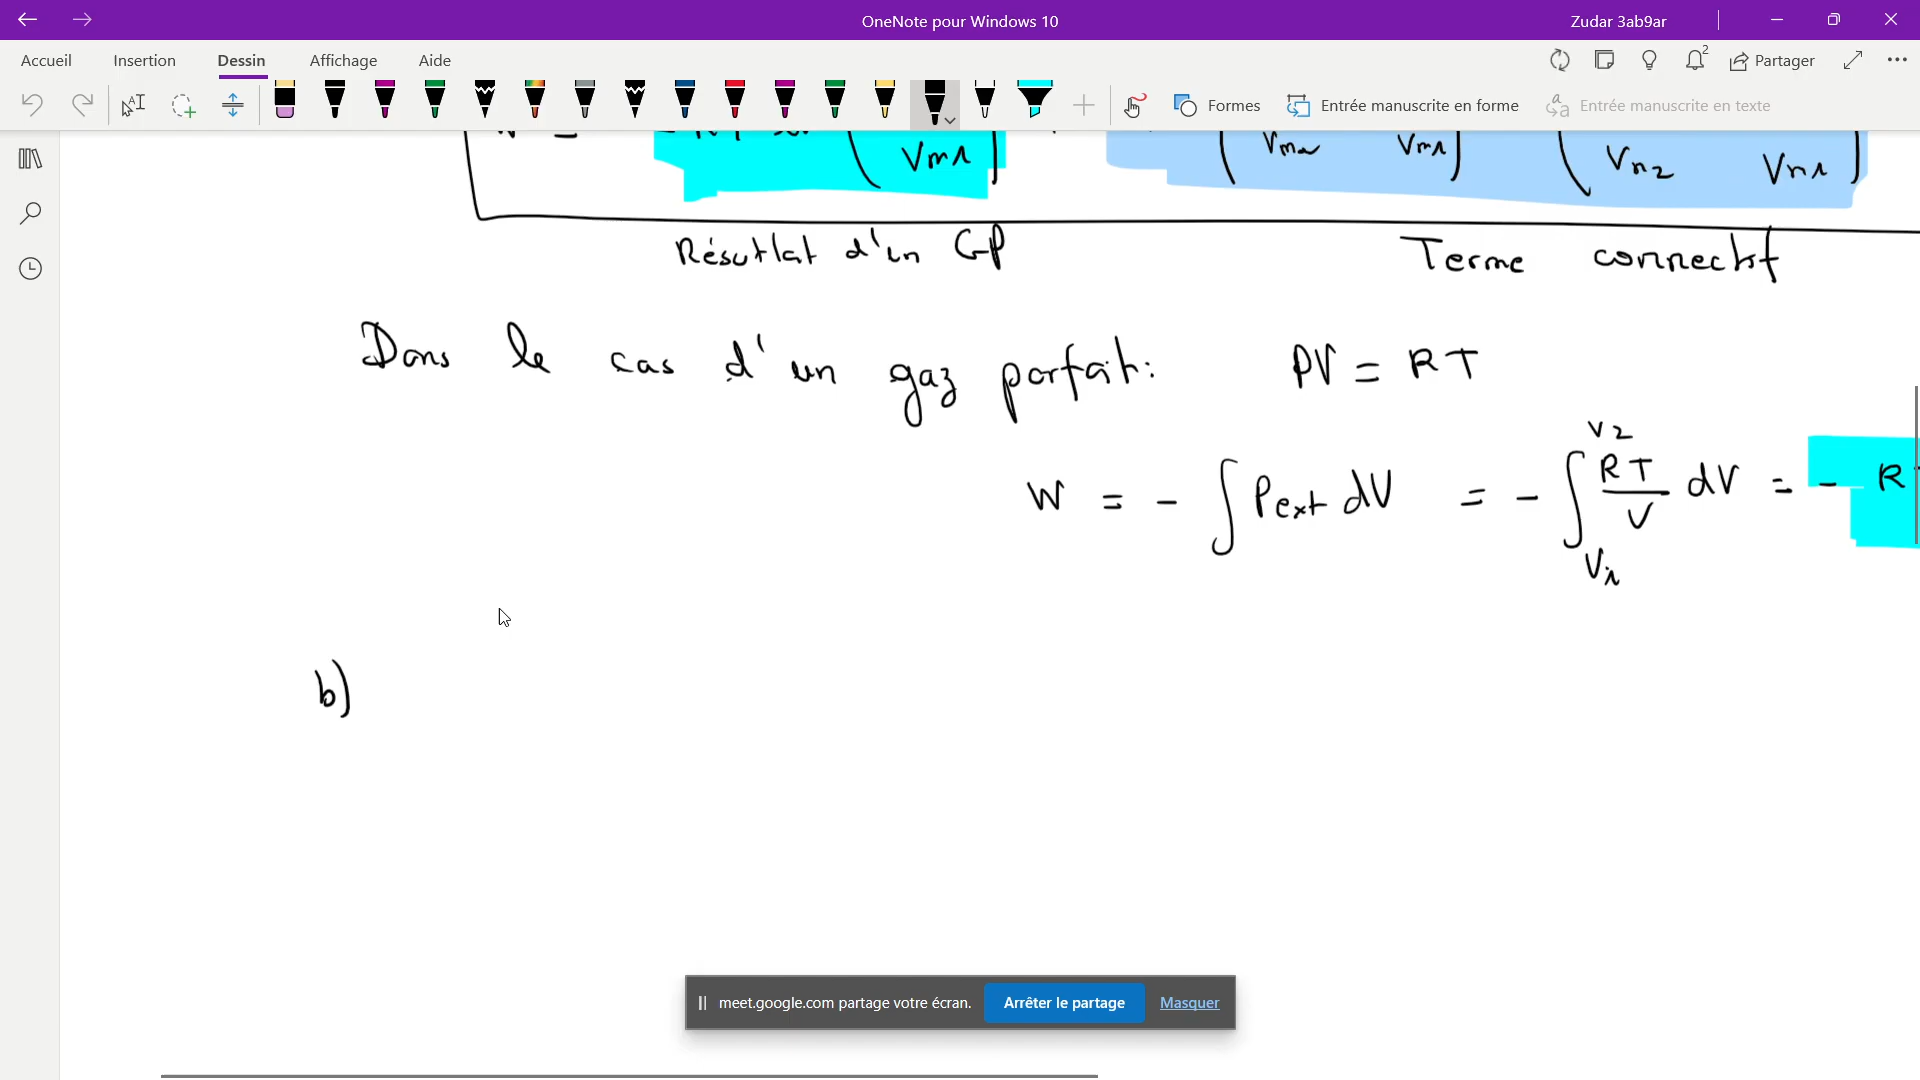 OneNote pour Windows 10
Zudar 3ab9ar
Accueil Insertion Dessin Affichage Aide
2
Partager
Formes
Entrée manuscrite en forme
Entrée manuscrite en texte
Vm1 Vm2 Vm1 Vm2 Vm1
Résutlat d'un GP
Terme correctif
Dans le cas d'un gaz parfait: PV = RT
W = - ∫ Pext dV = - ∫ V1 V2 RT/V dV = - R
b)
meet.google.com partage votre écran. Arrêter le partage Masquer